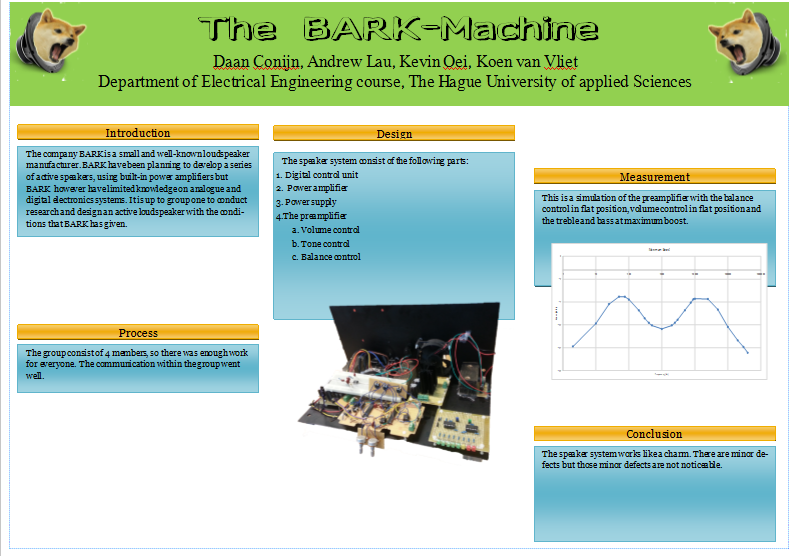 The BARK-Machine
Daan Conijn, Andrew Lau, Kevin Oei, Koen van Vliet
Department of Electrical Engineering course, The Hague University of applied Sciences
Introduction
The company BARK is a small and well-known loudspeaker
manufacturer. BARK have been planning to develop a series
of active speakers, using built-in power amplifiers but
BARK however have limited knowledge on analogue and
digital electronics systems. It is up to group one to conduct
research and design an active loudspeaker with the condi-
tions that BARK has given.
Process
The group consist of 4 members, so there was enough work
for everyone. The communication within the group went
well.
Design
The speaker system consist of the following parts:
1. Digital control unit
2. Power amplifier
3. Power supply
4.The preamplifier
a. Volume control
b. Tone control
c. Balance control
Measurement
This is a simulation of the preamplifier with the balance
control in flat position, volume control in flat position and
the treble and bass at maximum boost.
Conclusion
The speaker system works like a charm. There are minor de-
fects but those minor defects are not noticeable.